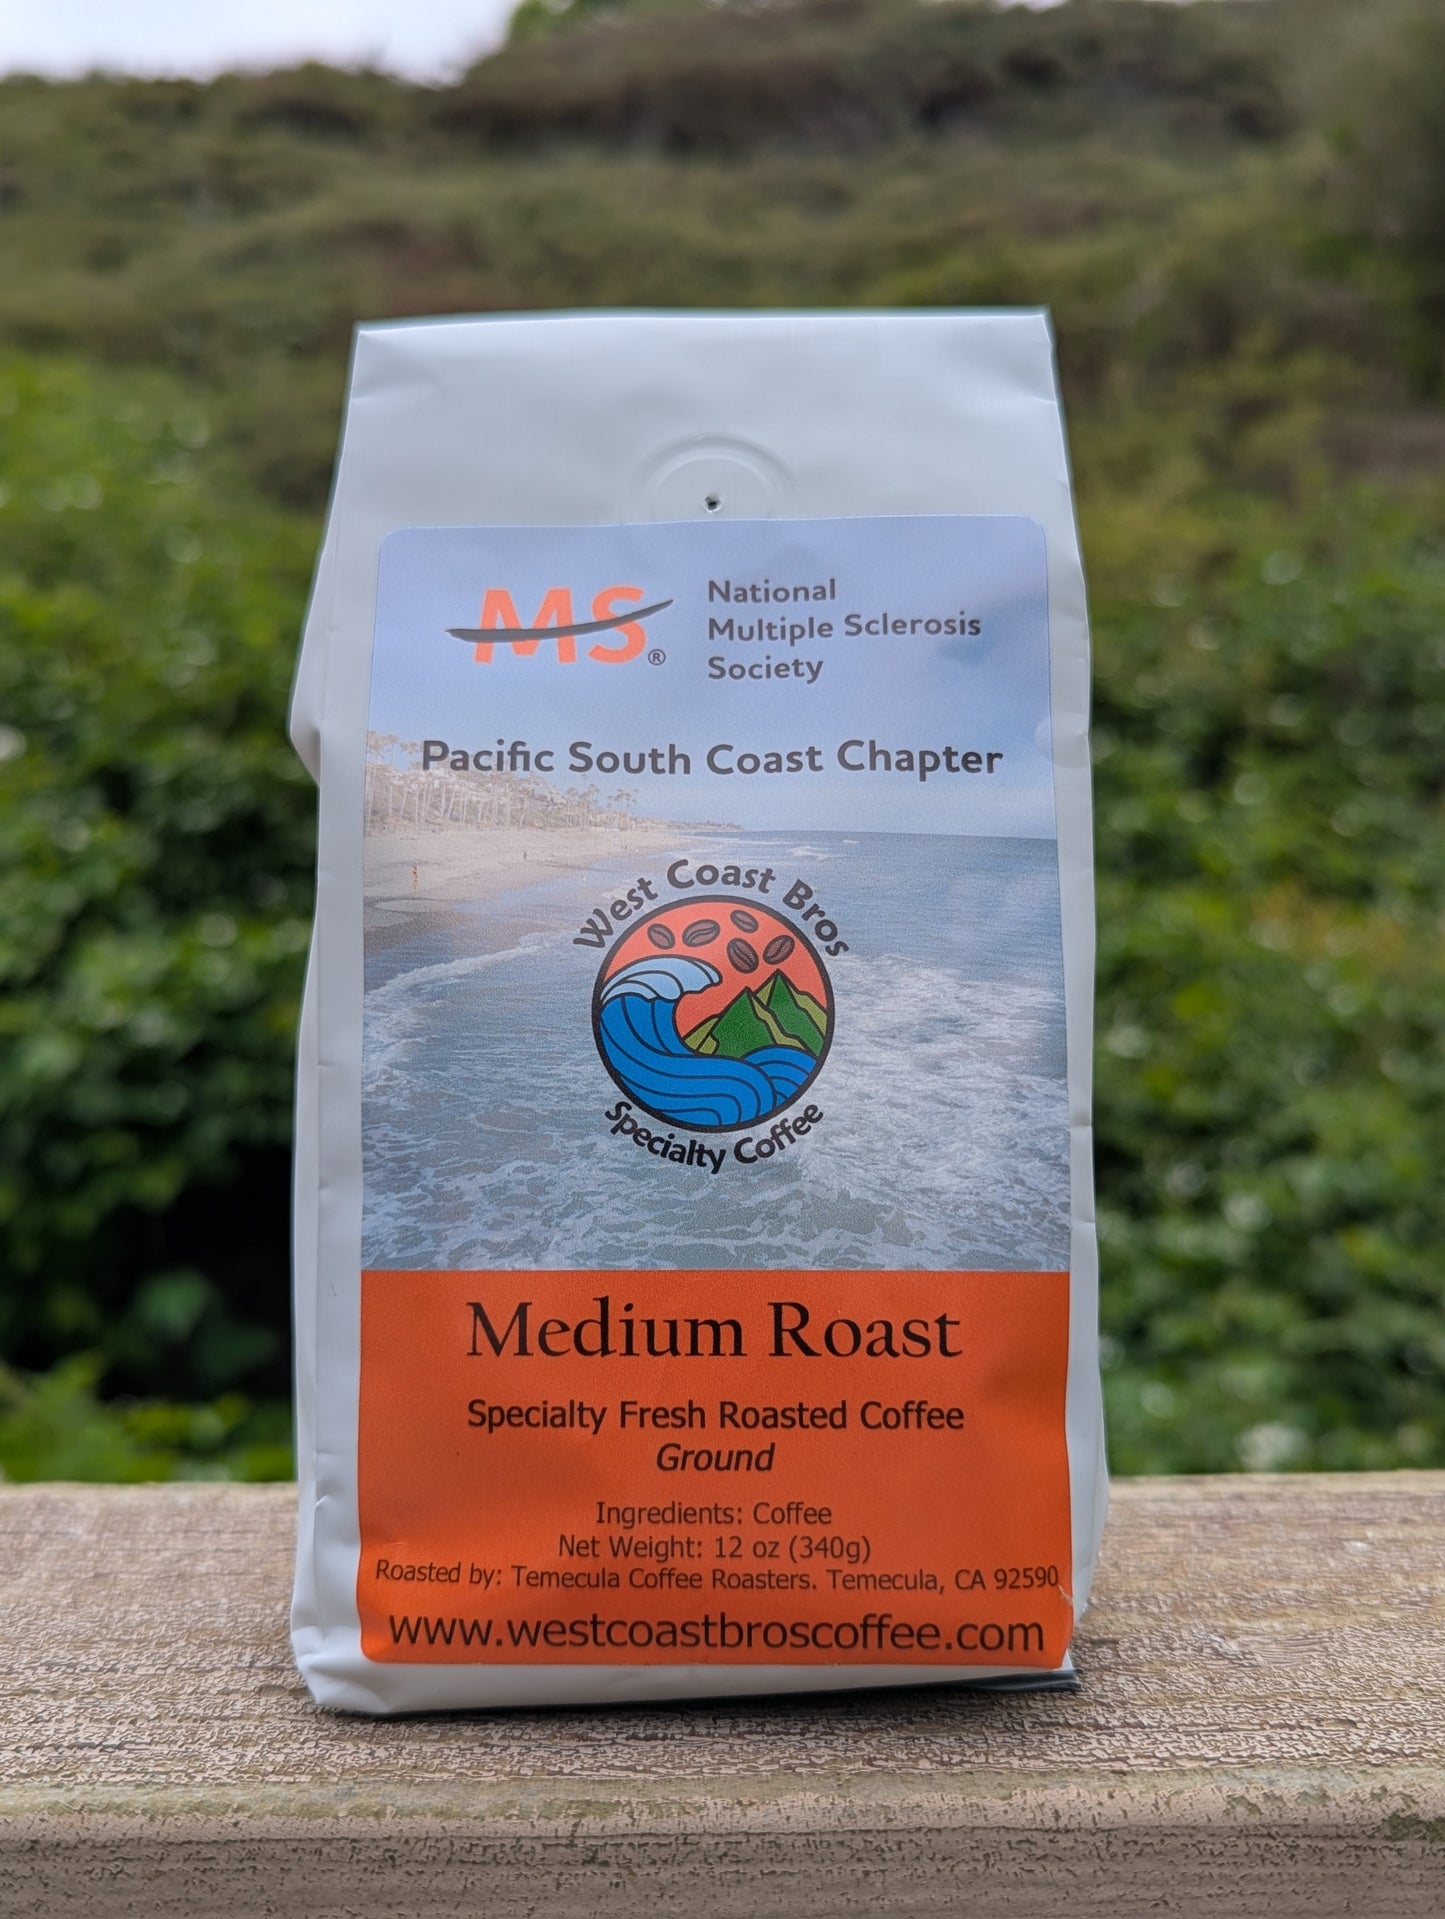 MS®
National
Multiple Sclerosis
Society
Pacific South Coast Chapter
West Coast Bros
Specialty Coffee
Medium Roast
Specialty Fresh Roasted Coffee
Ground
Ingredients: Coffee
Net Weight: 12 oz (340g)
Roasted by: Temecula Coffee Roasters. Temecula, CA 92590
www.westcoastbroscoffee.com